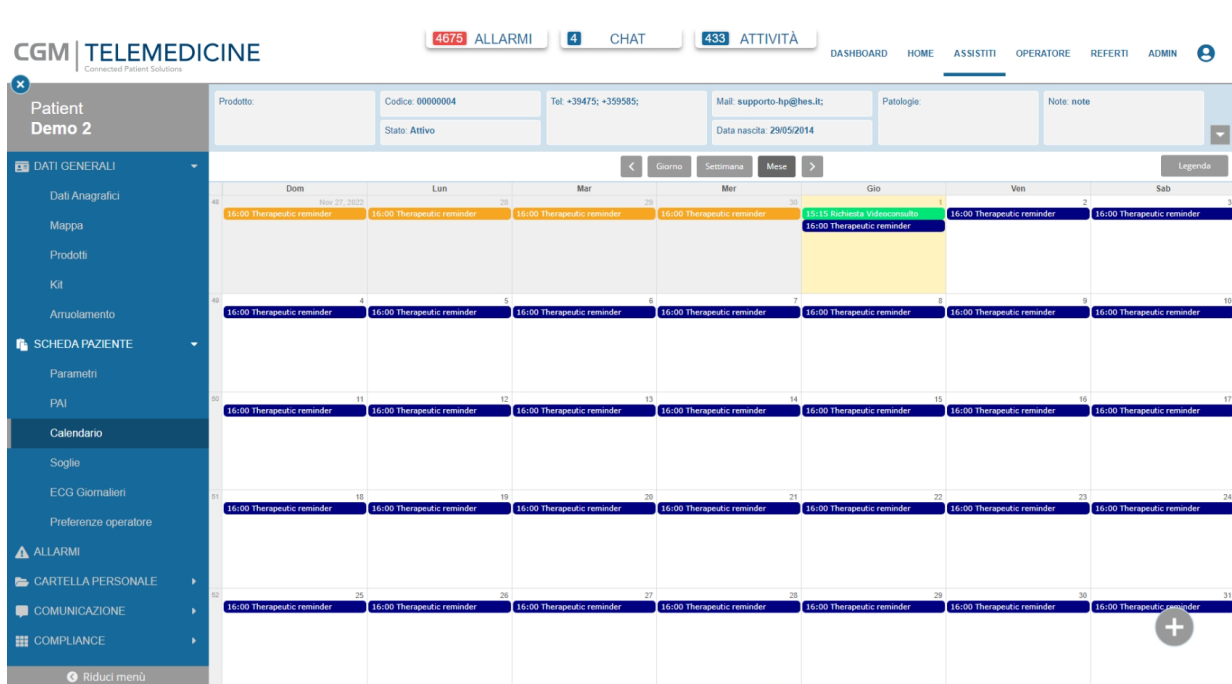 4675 ALLARMI 4 CHAT 433 ATTIVITÀ
CGM TELEMEDICINE
Connected Patient Solutions
DASHBOARD HOME ASSISTITI OPERATORE REFERTI ADMIN
Patient
Demo 2
Prodotto: Codice: 00000004 Tel: +39475; +359585; Mail: supporto-hp@hes.it; Patologie: Note: note
Stato: Attivo Data nascita: 29/05/2014
Giorno Settimana Mese Legenda
DATI GENERALI
Dati Anagrafici
Mappa
Prodotti
Kit
Arruolamento
SCHEDA PAZIENTE
Parametri
PAI
Calendario
Soglie
ECG Giornalieri
Preferenze operatore
ALLARMI
CARTELLA PERSONALE
COMUNICAZIONE
COMPLIANCE
Riduci menù
Dom Lun Mar Mer Gio Ven Sab
48 Nov 27, 2022 28 29 30 1 2 3
16:00 Therapeutic reminder 16:00 Therapeutic reminder 16:00 Therapeutic reminder 16:00 Therapeutic reminder 15:15 Richiesta Videoconsulto 16:00 Therapeutic reminder 16:00 Therapeutic reminder
16:00 Therapeutic reminder
49 4 5 6 7 8 9 10
16:00 Therapeutic reminder 16:00 Therapeutic reminder 16:00 Therapeutic reminder 16:00 Therapeutic reminder 16:00 Therapeutic reminder 16:00 Therapeutic reminder 16:00 Therapeutic reminder
50 11 12 13 14 15 16 17
16:00 Therapeutic reminder 16:00 Therapeutic reminder 16:00 Therapeutic reminder 16:00 Therapeutic reminder 16:00 Therapeutic reminder 16:00 Therapeutic reminder 16:00 Therapeutic reminder
51 18 19 20 21 22 23 24
16:00 Therapeutic reminder 16:00 Therapeutic reminder 16:00 Therapeutic reminder 16:00 Therapeutic reminder 16:00 Therapeutic reminder 16:00 Therapeutic reminder 16:00 Therapeutic reminder
52 25 26 27 28 29 30 31
16:00 Therapeutic reminder 16:00 Therapeutic reminder 16:00 Therapeutic reminder 16:00 Therapeutic reminder 16:00 Therapeutic reminder 16:00 Therapeutic reminder 16:00 Therapeutic reminder